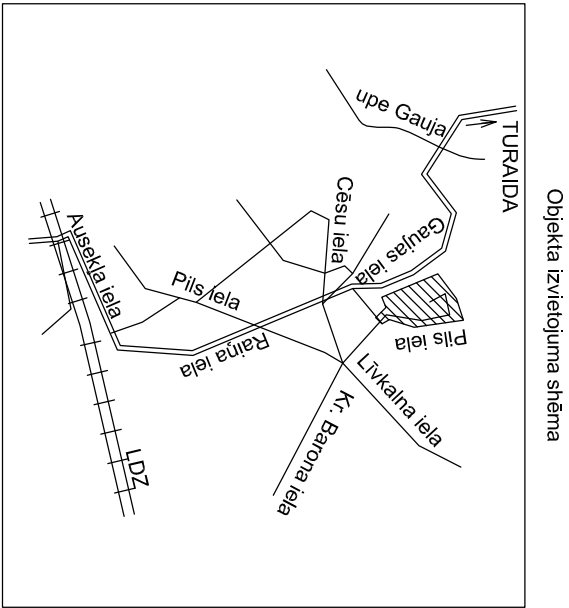 Objekta izvietojuma shēma
TURAIDA
upe Gauja
Gaujas iela
Cēsu iela
Pils iela
Līvkalna iela
Kr. Barona iela
Raiņa iela
Pils iela
Ausekļa iela
LDZ